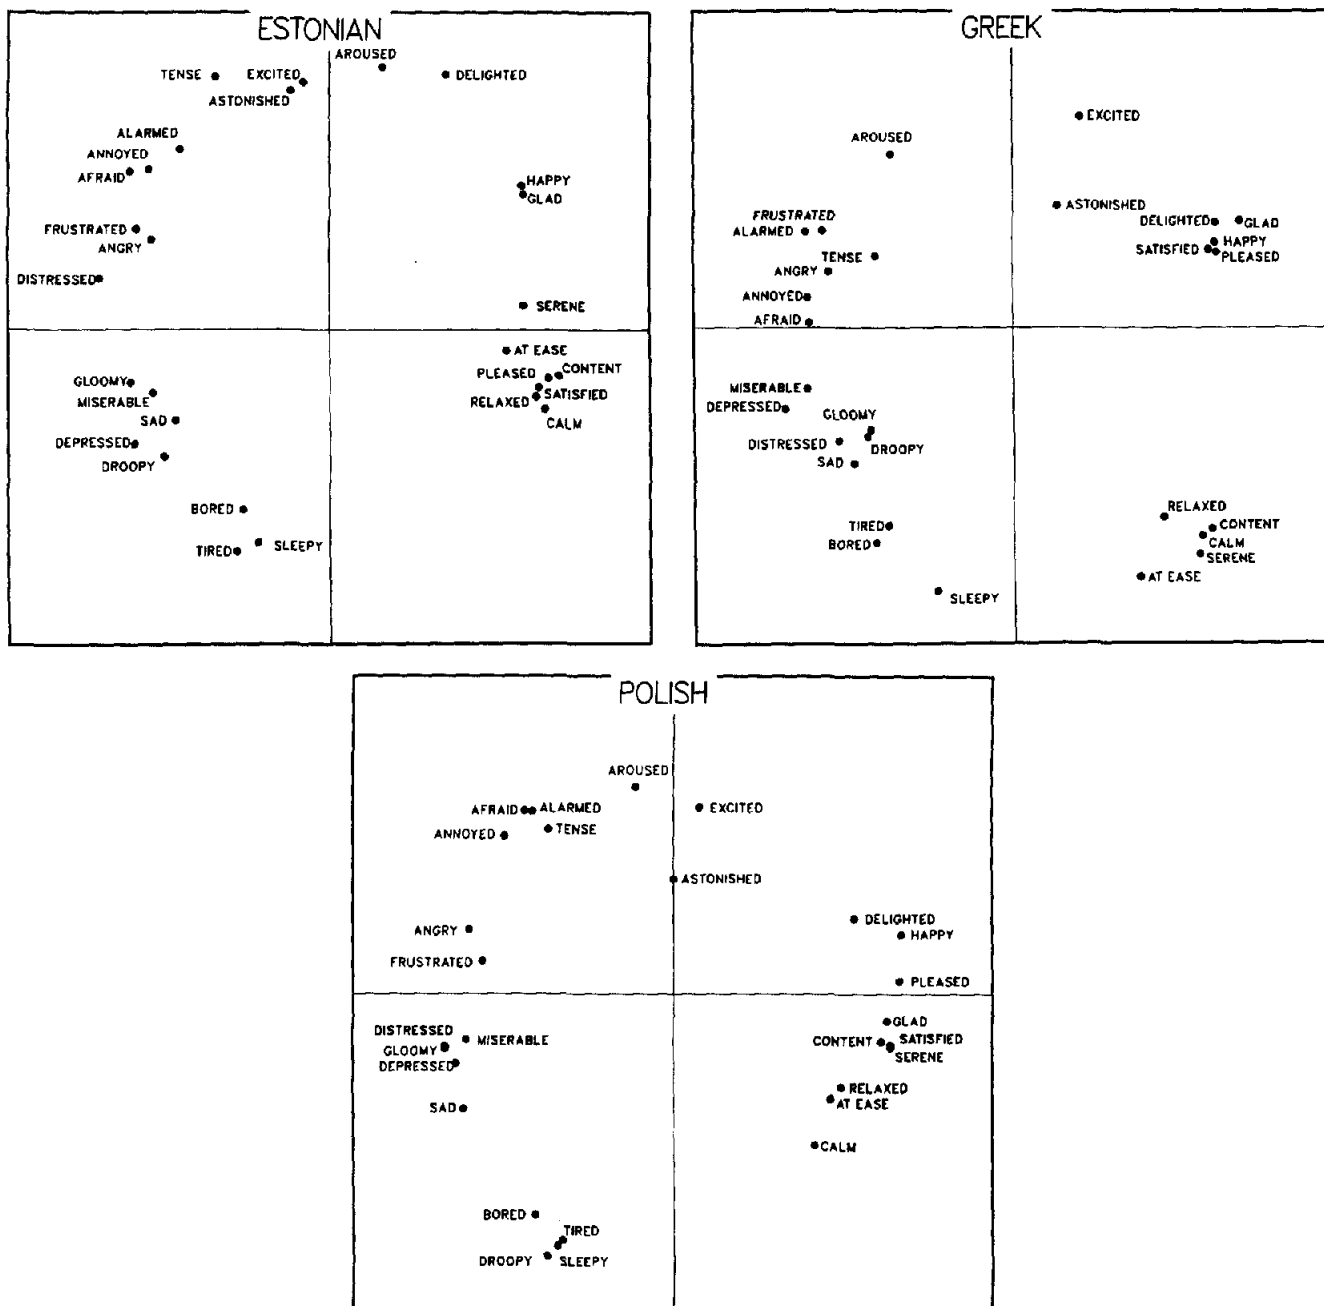 ESTONIAN
AROUSED
TENSE
EXCITED
DELIGHTED
ASTONISHED
ALARMED
ANNOYED
AFRAID
HAPPY
GLAD
FRUSTRATED
ANGRY
DISTRESSED
SERENE
AT EASE
PLEASED
CONTENT
GLOOMY
MISERABLE
SATISFIED
RELAXED
SAD
CALM
DEPRESSED
DROOPY
BORED
TIRED
SLEEPY
GREEK
EXCITED
AROUSED
ASTONISHED
FRUSTRATED
DELIGHTED
GLAD
ALARMED
HAPPY
SATISFIED
PLEASED
TENSE
ANGRY
ANNOYED
AFRAID
MISERABLE
DEPRESSED
GLOOMY
DISTRESSED
DROOPY
SAD
RELAXED
TIRED
CONTENT
BORED
CALM
SERENE
AT EASE
SLEEPY
POLISH
AROUSED
AFRAID
ALARMED
EXCITED
ANNOYED
TENSE
ASTONISHED
DELIGHTED
ANGRY
HAPPY
FRUSTRATED
PLEASED
GLAD
DISTRESSED
MISERABLE
CONTENT
SATISFIED
GLOOMY
SERENE
DEPRESSED
RELAXED
AT EASE
SAD
CALM
BORED
TIRED
DROOPY
SLEEPY